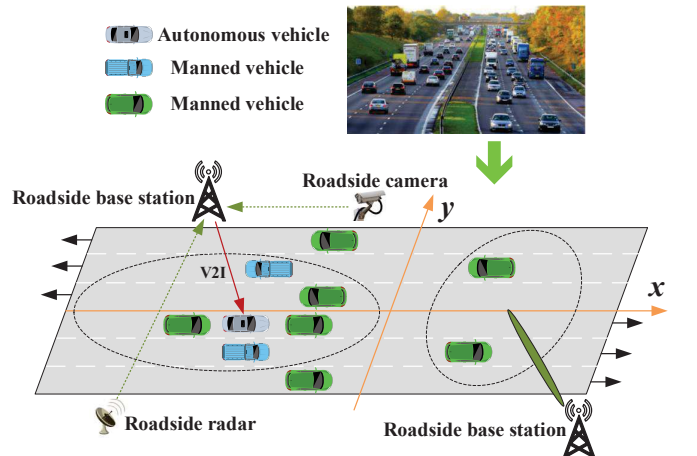 Autonomous vehicle
Manned vehicle
Manned vehicle
Roadside base station
Roadside camera
y
V2I
x
Roadside radar
Roadside base station